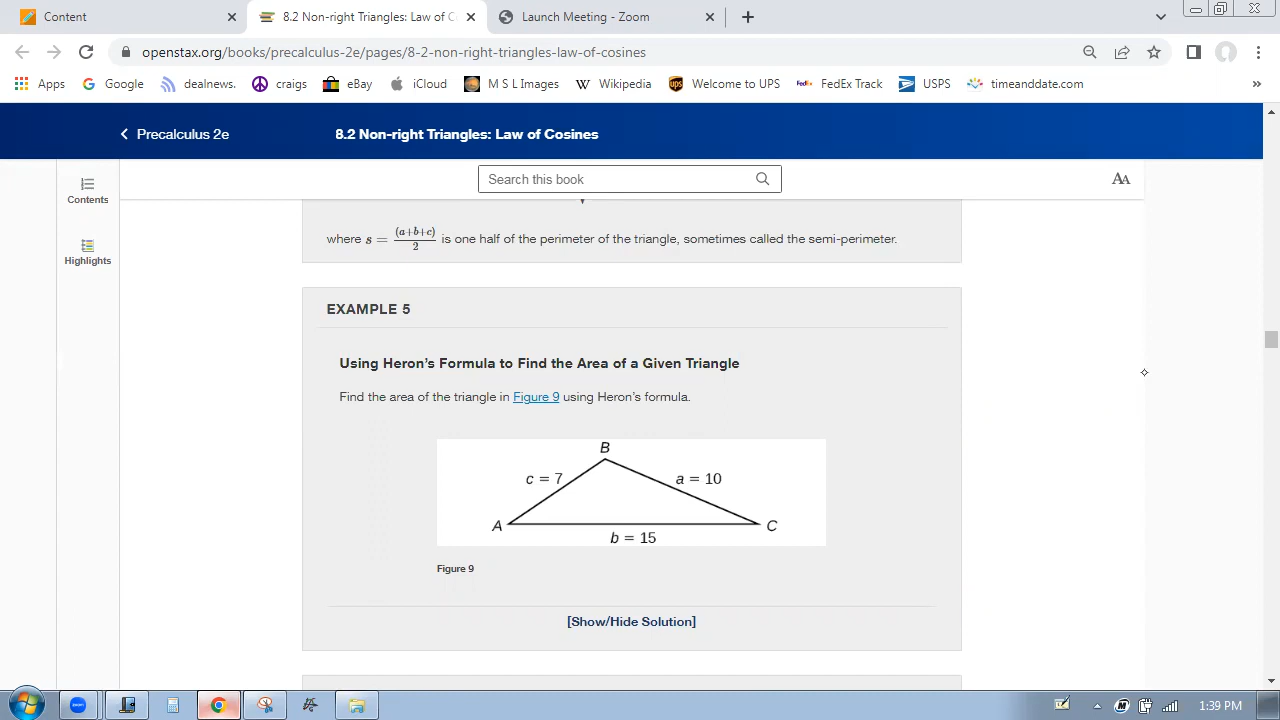 Content
8.2 Non-right Triangles: Law of C
Launch Meeting - Zoom
openstax.org/books/precalculus-2e/pages/8-2-non-right-triangles-law-of-cosines
Apps
Google
dealnews.
craigs
eBay
iCloud
M S L Images
Wikipedia
Welcome to UPS
FedEx Track
USPS
timeanddate.com
»
Precalculus 2e
8.2 Non-right Triangles: Law of Cosines
Search this book
AA
Contents
Highlights
where s = (a+b+c)/2 is one half of the perimeter of the triangle, sometimes called the semi-perimeter.
EXAMPLE 5
Using Heron's Formula to Find the Area of a Given Triangle
Find the area of the triangle in Figure 9 using Heron's formula.
B
c = 7
a = 10
A
C
b = 15
Figure 9
[Show/Hide Solution]
1:39 PM